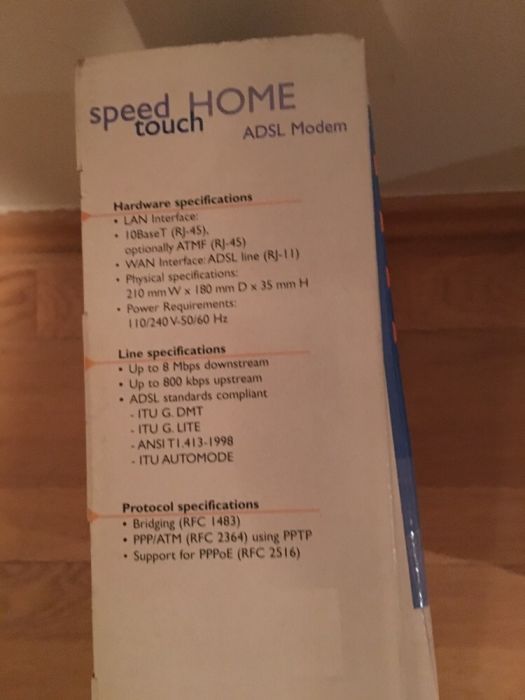 speed HOME
touch
ADSL Modem
Hardware specifications
• LAN Interface:
• 10BaseT (RJ-45),
optionally ATMF (RJ-45)
• WAN Interface: ADSL line (RJ-11)
• Physical specifications:
210 mm W x 180 mm D x 35 mm H
• Power Requirements:
110/240 V-50/60 Hz
Line specifications
• Up to 8 Mbps downstream
• Up to 800 kbps upstream
• ADSL standards compliant
- ITU G. DMT
- ITU G. LITE
- ANSI T1.413-1998
- ITU AUTOMODE
Protocol specifications
• Bridging (RFC 1483)
• PPP/ATM (RFC 2364) using PPTP
• Support for PPPoE (RFC 2516)